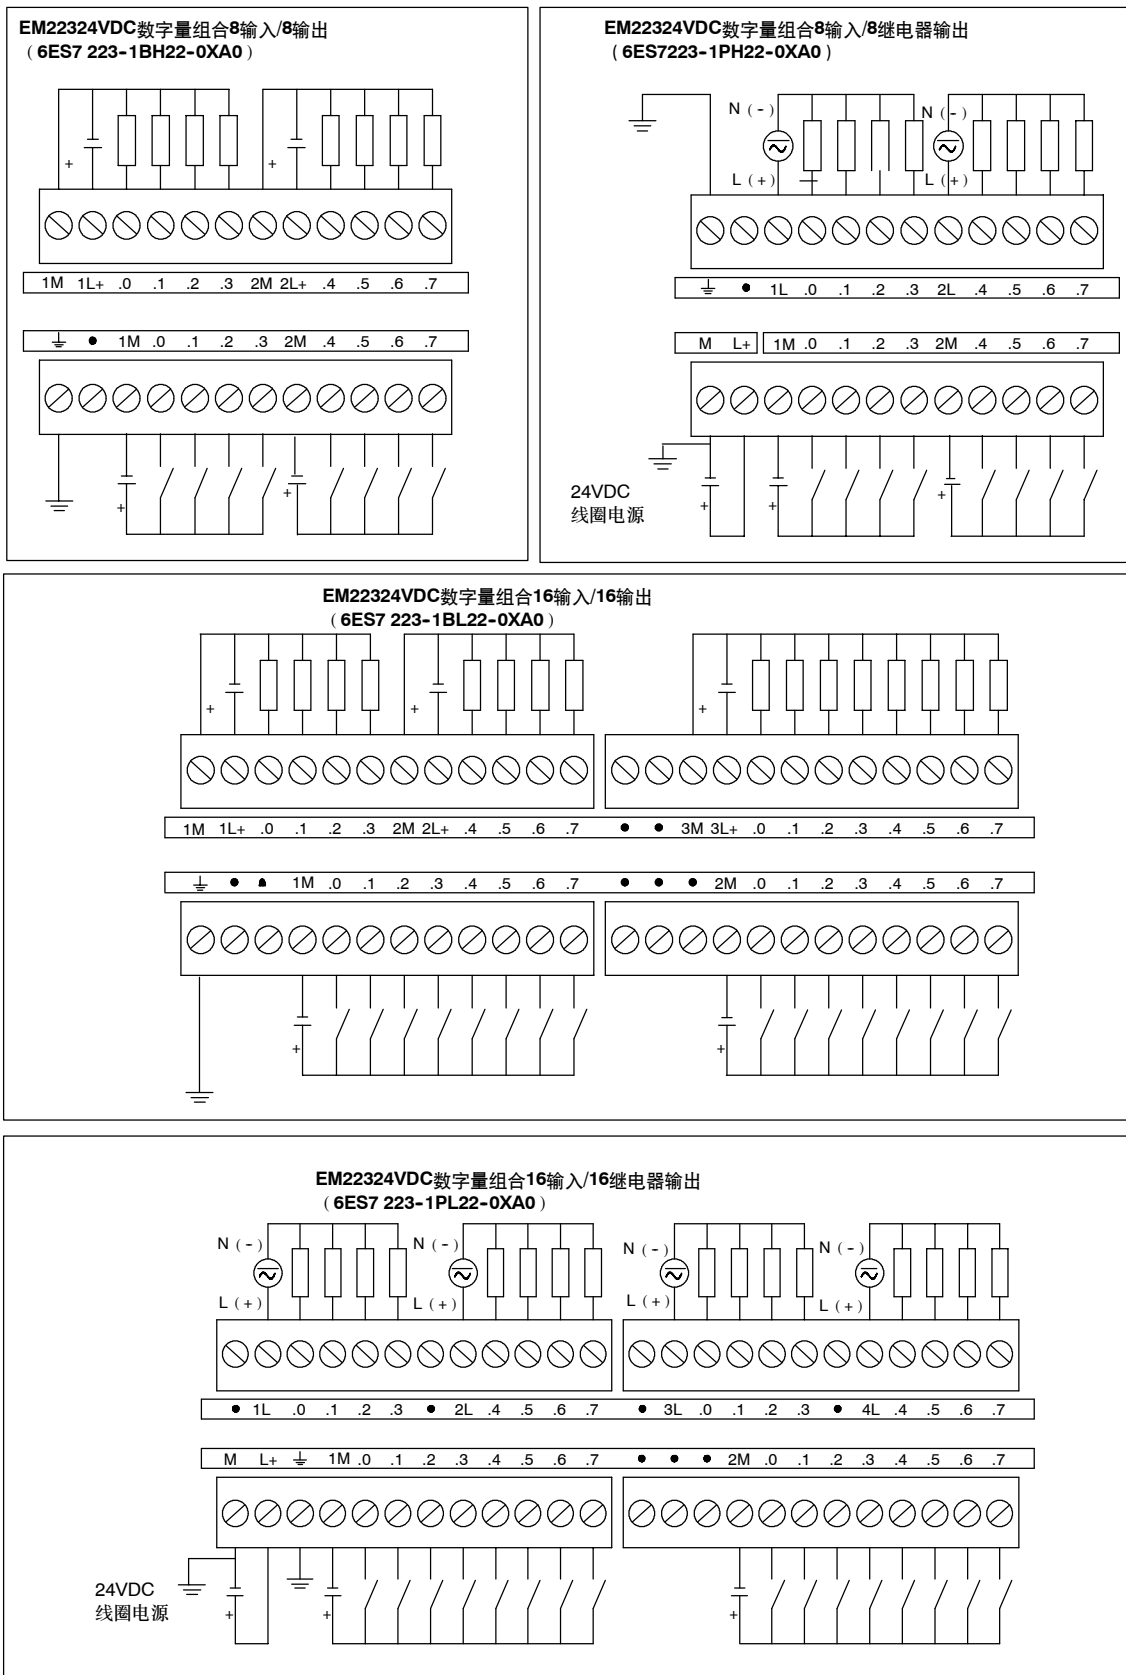 EM22324VDC数字量组合8输入/8输出
（6ES7 223-1BH22-0XA0）
+
+
1M 1L+ .0 .1 .2 .3 2M 2L+ .4 .5 .6 .7
1M .0 .1 .2 .3 2M .4 .5 .6 .7
+
+
EM22324VDC数字量组合8输入/8继电器输出
（6ES7223-1PH22-0XA0）
N（-） N（-）
L（+） L（+）
1L .0 .1 .2 .3 2L .4 .5 .6 .7
M L+ 1M .0 .1 .2 .3 2M .4 .5 .6 .7
24VDC
线圈电源
+ + +
EM22324VDC数字量组合16输入/16输出
（6ES7 223-1BL22-0XA0）
+ + +
1M 1L+ .0 .1 .2 .3 2M 2L+ .4 .5 .6 .7 3M 3L+ .0 .1 .2 .3 .4 .5 .6 .7
1M .0 .1 .2 .3 .4 .5 .6 .7 2M .0 .1 .2 .3 .4 .5 .6 .7
+ +
EM22324VDC数字量组合16输入/16继电器输出
（6ES7 223-1PL22-0XA0）
N（-） N（-） N（-） N（-）
L（+） L（+） L（+） L（+）
1L .0 .1 .2 .3 2L .4 .5 .6 .7 3L .0 .1 .2 .3 4L .4 .5 .6 .7
M L+ 1M .0 .1 .2 .3 .4 .5 .6 .7 2M .0 .1 .2 .3 .4 .5 .6 .7
24VDC
线圈电源
+ + +